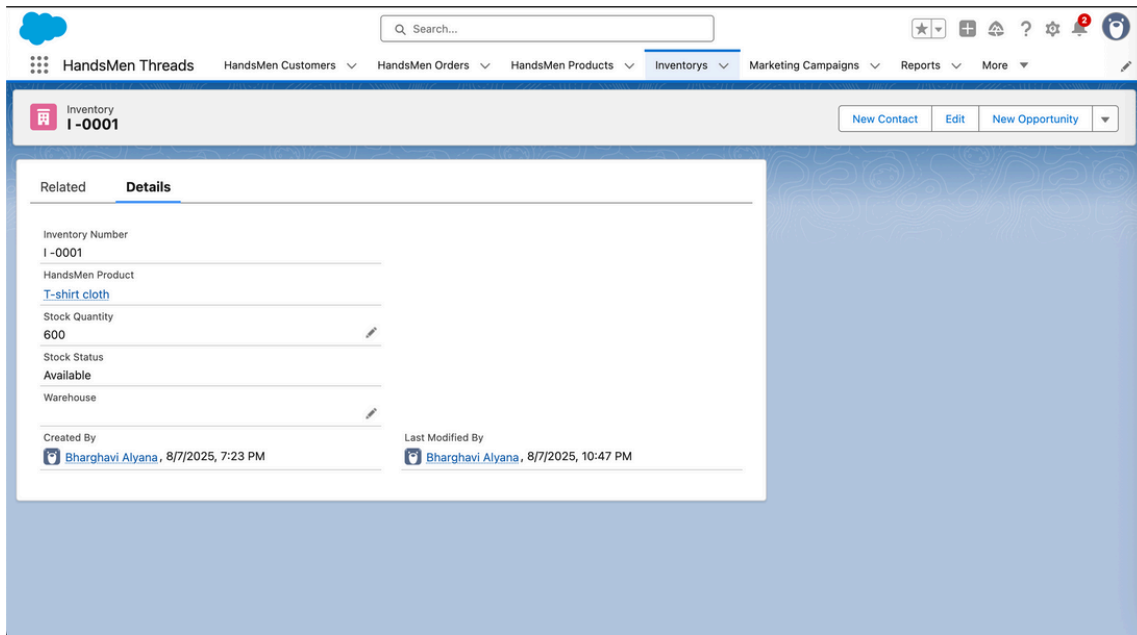 Search...
2
HandsMen Threads HandsMen Customers HandsMen Orders HandsMen Products Inventorys Marketing Campaigns Reports More
Inventory
I -0001
New Contact Edit New Opportunity
Related Details
Inventory Number
I -0001
HandsMen Product
T-shirt cloth
Stock Quantity
600
Stock Status
Available
Warehouse
Created By Last Modified By
Bharghavi Alyana, 8/7/2025, 7:23 PM Bharghavi Alyana, 8/7/2025, 10:47 PM